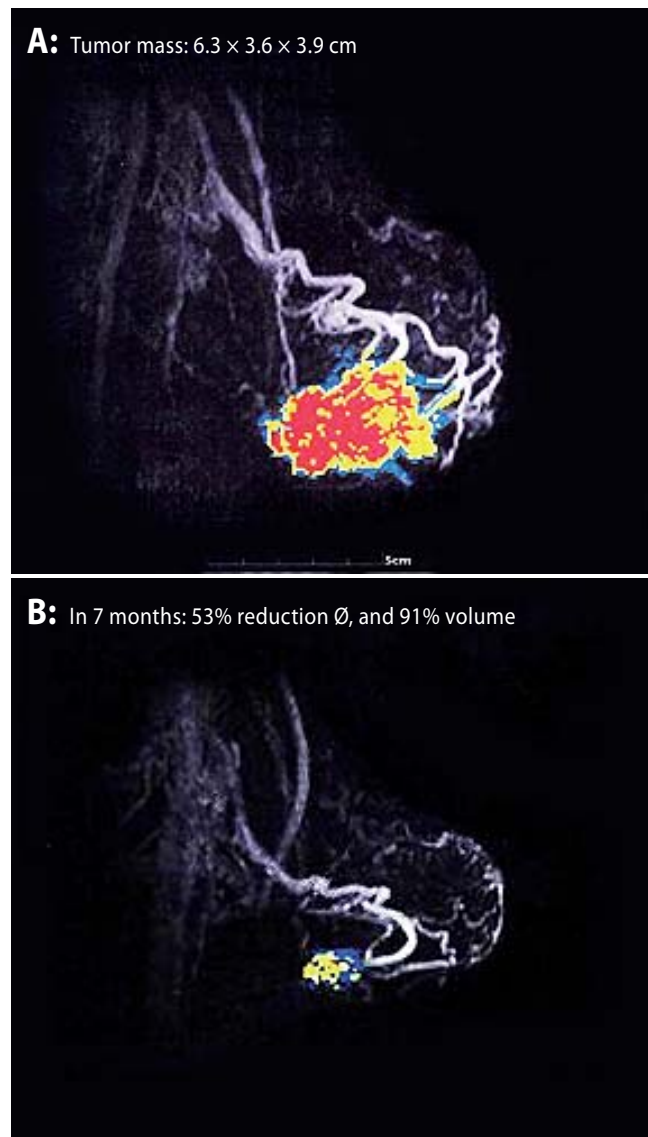 A: Tumor mass: 6.3 × 3.6 × 3.9 cm
5cm
B: In 7 months: 53% reduction Ø, and 91% volume